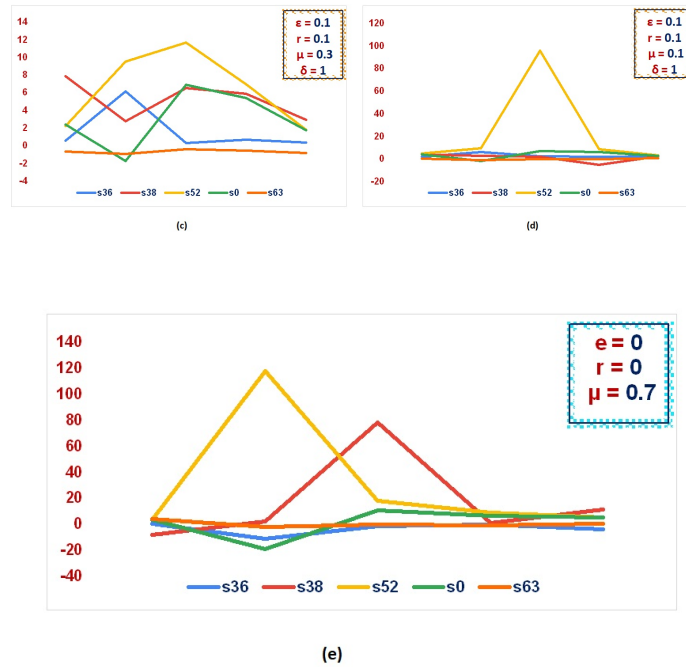 14
12
10
8
6
4
2
0
-2
-4
ε = 0.1
r = 0.1
μ = 0.3
δ = 1
s36 s38 s52 s0 s63
(c)
120
100
80
60
40
20
0
-20
ε = 0.1
r = 0.1
μ = 0.1
δ = 1
s36 s38 s52 s0 s63
(d)
140
120
100
80
60
40
20
0
-20
-40
e = 0
r = 0
μ = 0.7
s36 s38 s52 s0 s63
(e)